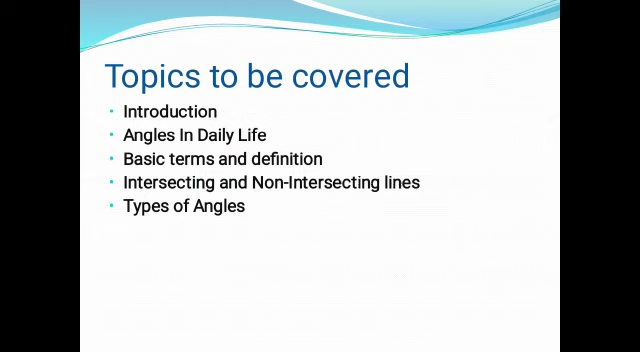 Topics to be covered
• Introduction
• Angles In Daily Life
• Basic terms and definition
• Intersecting and Non-Intersecting lines
• Types of Angles